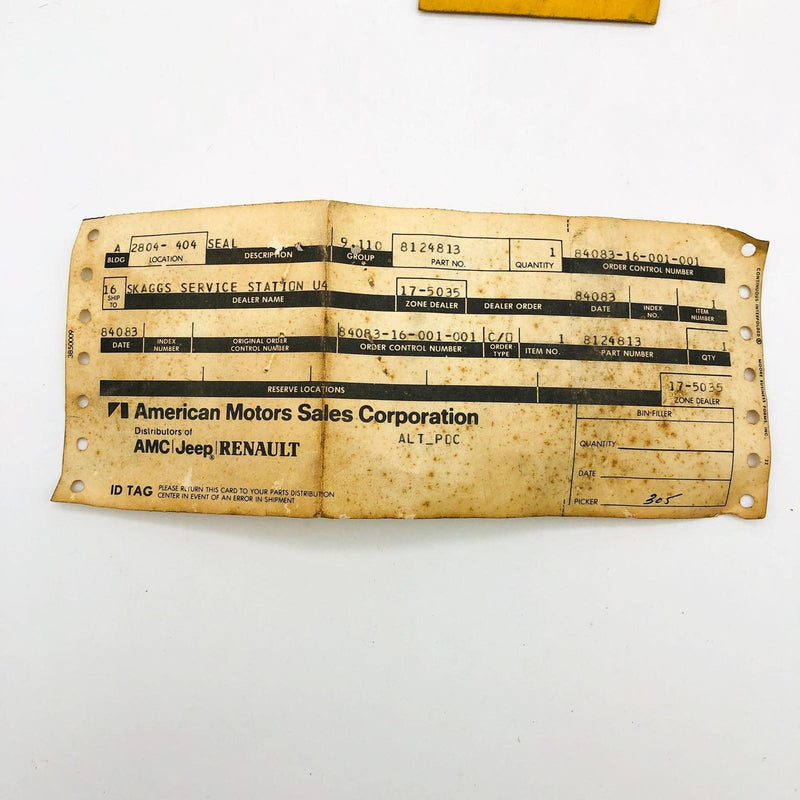 A 2804- 404 SEAL 9.110 8124813 1 84083-16-001-001
BLDG LOCATION DESCRIPTION GROUP PART NO. QUANTITY ORDER CONTROL NUMBER
16 SKAGGS SERVICE STATION U4 17-5035 84083 1
SHIP TO DEALER NAME ZONE DEALER DEALER ORDER DATE INDEX NO. ITEM NUMBER
84083 84083-16-001-001 C/O 1 8124813 1
DATE INDEX NUMBER ORIGINAL ORDER CONTROL NUMBER ORDER CONTROL NUMBER ORDER TYPE ITEM NO. PART NUMBER QTY
17-5035
RESERVE LOCATIONS ZONE DEALER
American Motors Sales Corporation
Distributors of
AMC|Jeep®|RENAULT
ALT_PDC
BIN-FILLER
QUANTITY
DATE
PICKER 305
ID TAG PLEASE RETURN THIS CARD TO YOUR PARTS DISTRIBUTION
CENTER IN EVENT OF AN ERROR IN SHIPMENT
3850009